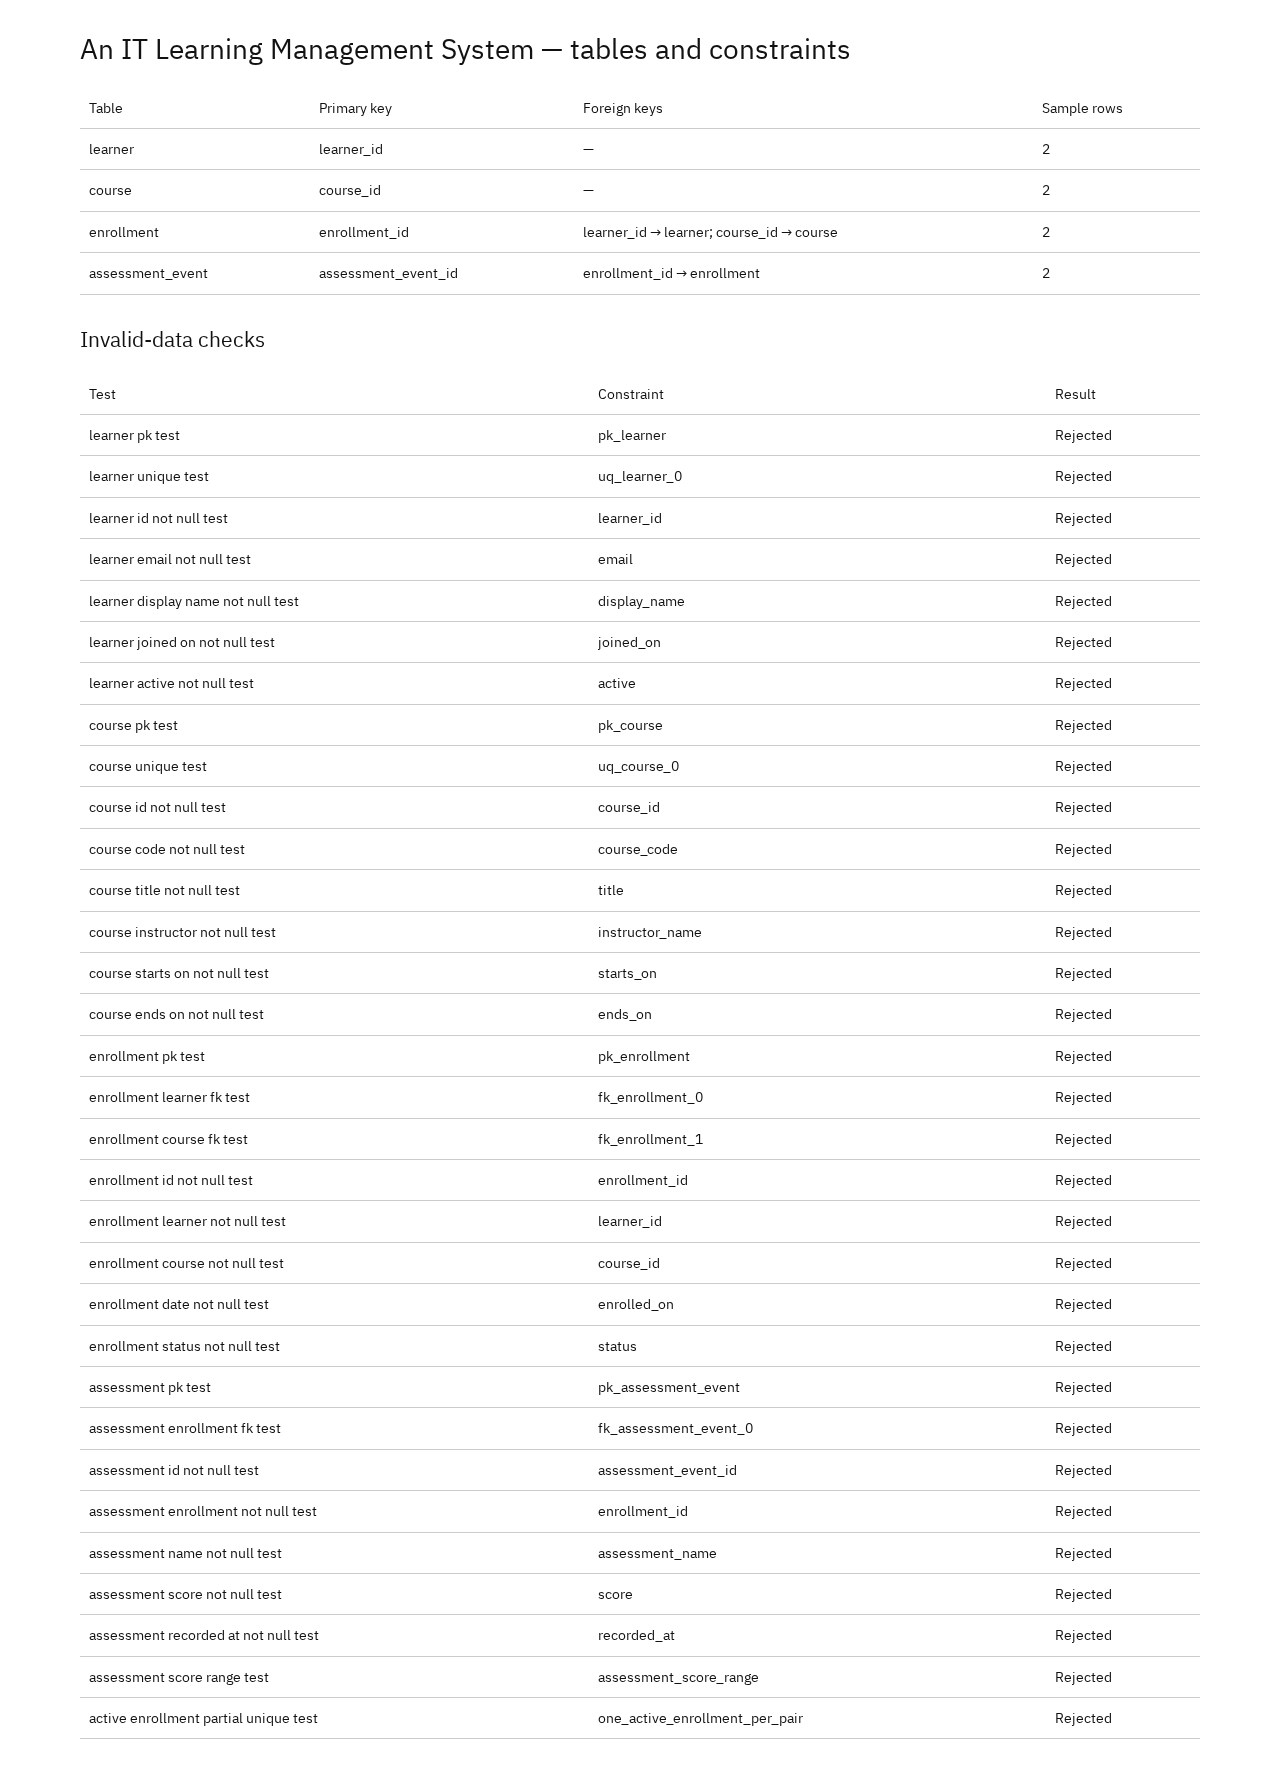 An IT Learning Management System — tables and constraints
Table Primary key Foreign keys Sample rows
learner learner_id — 2
course course_id — 2
enrollment enrollment_id learner_id → learner; course_id → course 2
assessment_event assessment_event_id enrollment_id → enrollment 2
Invalid-data checks
Test Constraint Result
learner pk test pk_learner Rejected
learner unique test uq_learner_0 Rejected
learner id not null test learner_id Rejected
learner email not null test email Rejected
learner display name not null test display_name Rejected
learner joined on not null test joined_on Rejected
learner active not null test active Rejected
course pk test pk_course Rejected
course unique test uq_course_0 Rejected
course id not null test course_id Rejected
course code not null test course_code Rejected
course title not null test title Rejected
course instructor not null test instructor_name Rejected
course starts on not null test starts_on Rejected
course ends on not null test ends_on Rejected
enrollment pk test pk_enrollment Rejected
enrollment learner fk test fk_enrollment_0 Rejected
enrollment course fk test fk_enrollment_1 Rejected
enrollment id not null test enrollment_id Rejected
enrollment learner not null test learner_id Rejected
enrollment course not null test course_id Rejected
enrollment date not null test enrolled_on Rejected
enrollment status not null test status Rejected
assessment pk test pk_assessment_event Rejected
assessment enrollment fk test fk_assessment_event_0 Rejected
assessment id not null test assessment_event_id Rejected
assessment enrollment not null test enrollment_id Rejected
assessment name not null test assessment_name Rejected
assessment score not null test score Rejected
assessment recorded at not null test recorded_at Rejected
assessment score range test assessment_score_range Rejected
active enrollment partial unique test one_active_enrollment_per_pair Rejected